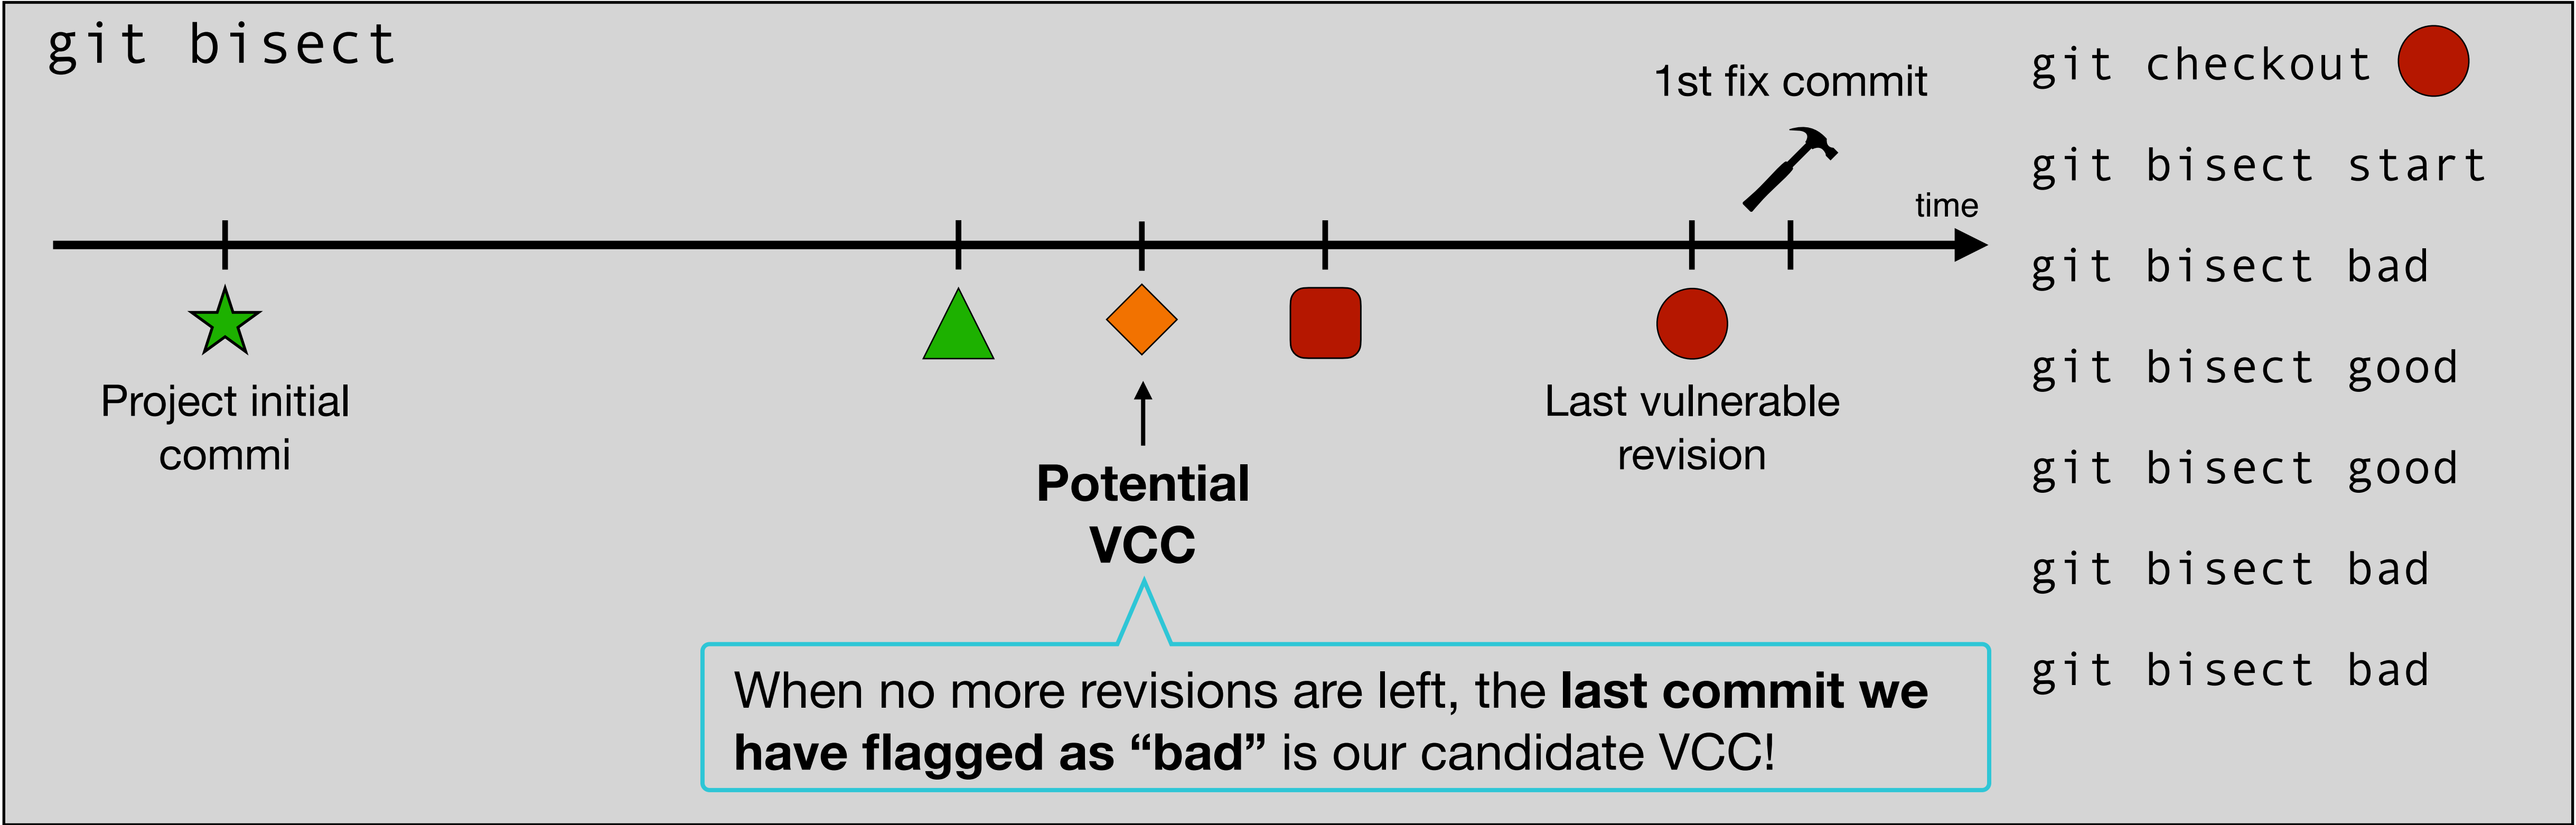 git bisect
1st fix commit
time
Project initial
commi
Potential
VCC
Last vulnerable
revision
When no more revisions are left, the last commit we
have flagged as “bad” is our candidate VCC!
git checkout
git bisect start
git bisect bad
git bisect good
git bisect good
git bisect bad
git bisect bad